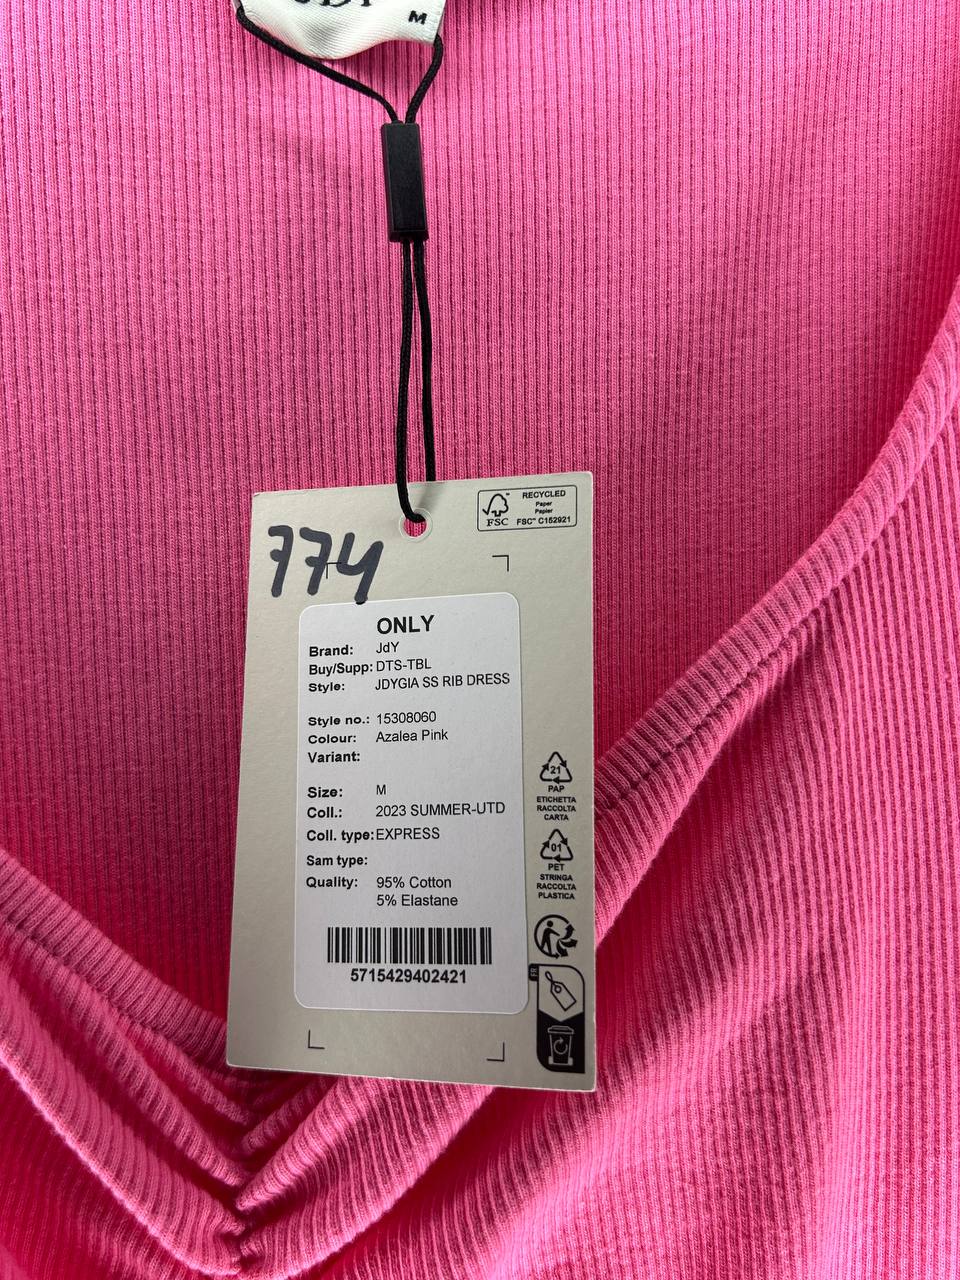 M
RECYCLED
Paper
Papier
FSC
FSC™ C152921
774
ONLY
Brand: JdY
Buy/Supp: DTS-TBL
Style: JDYGIA SS RIB DRESS
Style no.: 15308060
Colour: Azalea Pink
Variant:
Size: M
Coll.: 2023 SUMMER-UTD
Coll. type: EXPRESS
Sam type:
Quality: 95% Cotton
5% Elastane
5715429402421
21
PAP
ETICHETTA
RACCOLTA
CARTA
01
PET
STRINGA
RACCOLTA
PLASTICA
FR